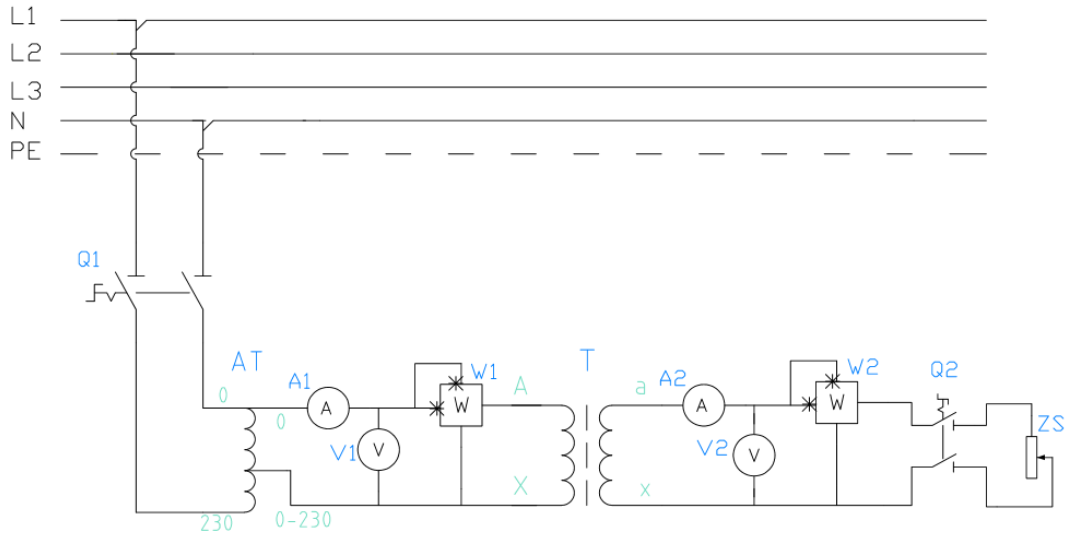 L1
L2
L3
N
PE
Q1
AT
T
W1
W2
Q2
A1
A
A2
a
A
A
0
0
W
W
V1
V
V2
V
ZS
X
x
230
0-230